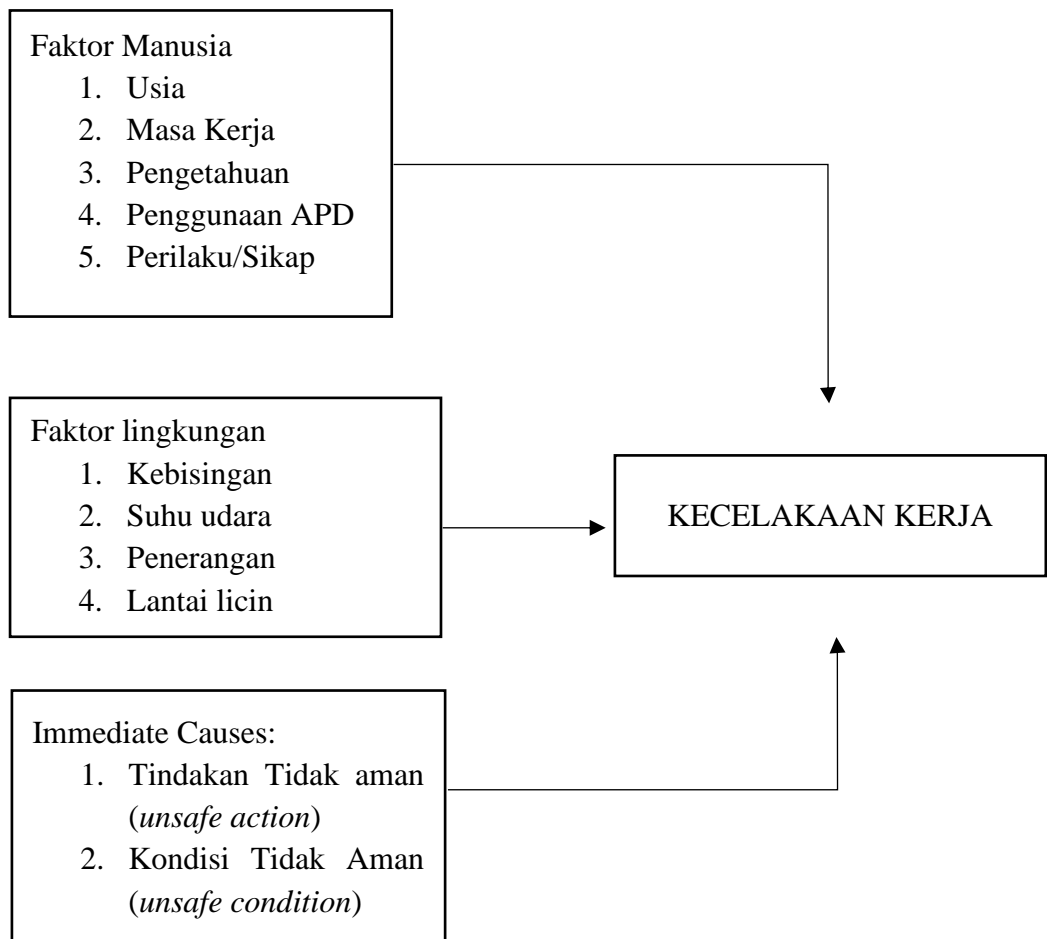 Faktor Manusia
1. Usia
2. Masa Kerja
3. Pengetahuan
4. Penggunaan APD
5. Perilaku/Sikap
Faktor lingkungan
1. Kebisingan
2. Suhu udara
3. Penerangan
4. Lantai licin
KECELAKAAN KERJA
Immediate Causes:
1. Tindakan Tidak aman
(unsafe action)
2. Kondisi Tidak Aman
(unsafe condition)